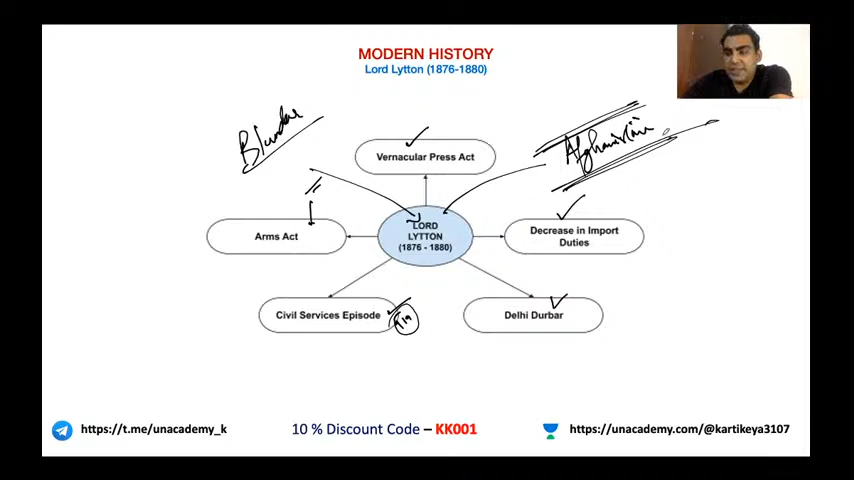 MODERN HISTORY
Lord Lytton (1876-1880)
Blunder
Afghanistan
Vernacular Press Act
Arms Act
LORD
LYTTON
(1876 - 1880)
Decrease in Import
Duties
Civil Services Episode
19
Delhi Durbar
https://t.me/unacademy_k
10 % Discount Code – KK001
https://unacademy.com/@kartikeya3107